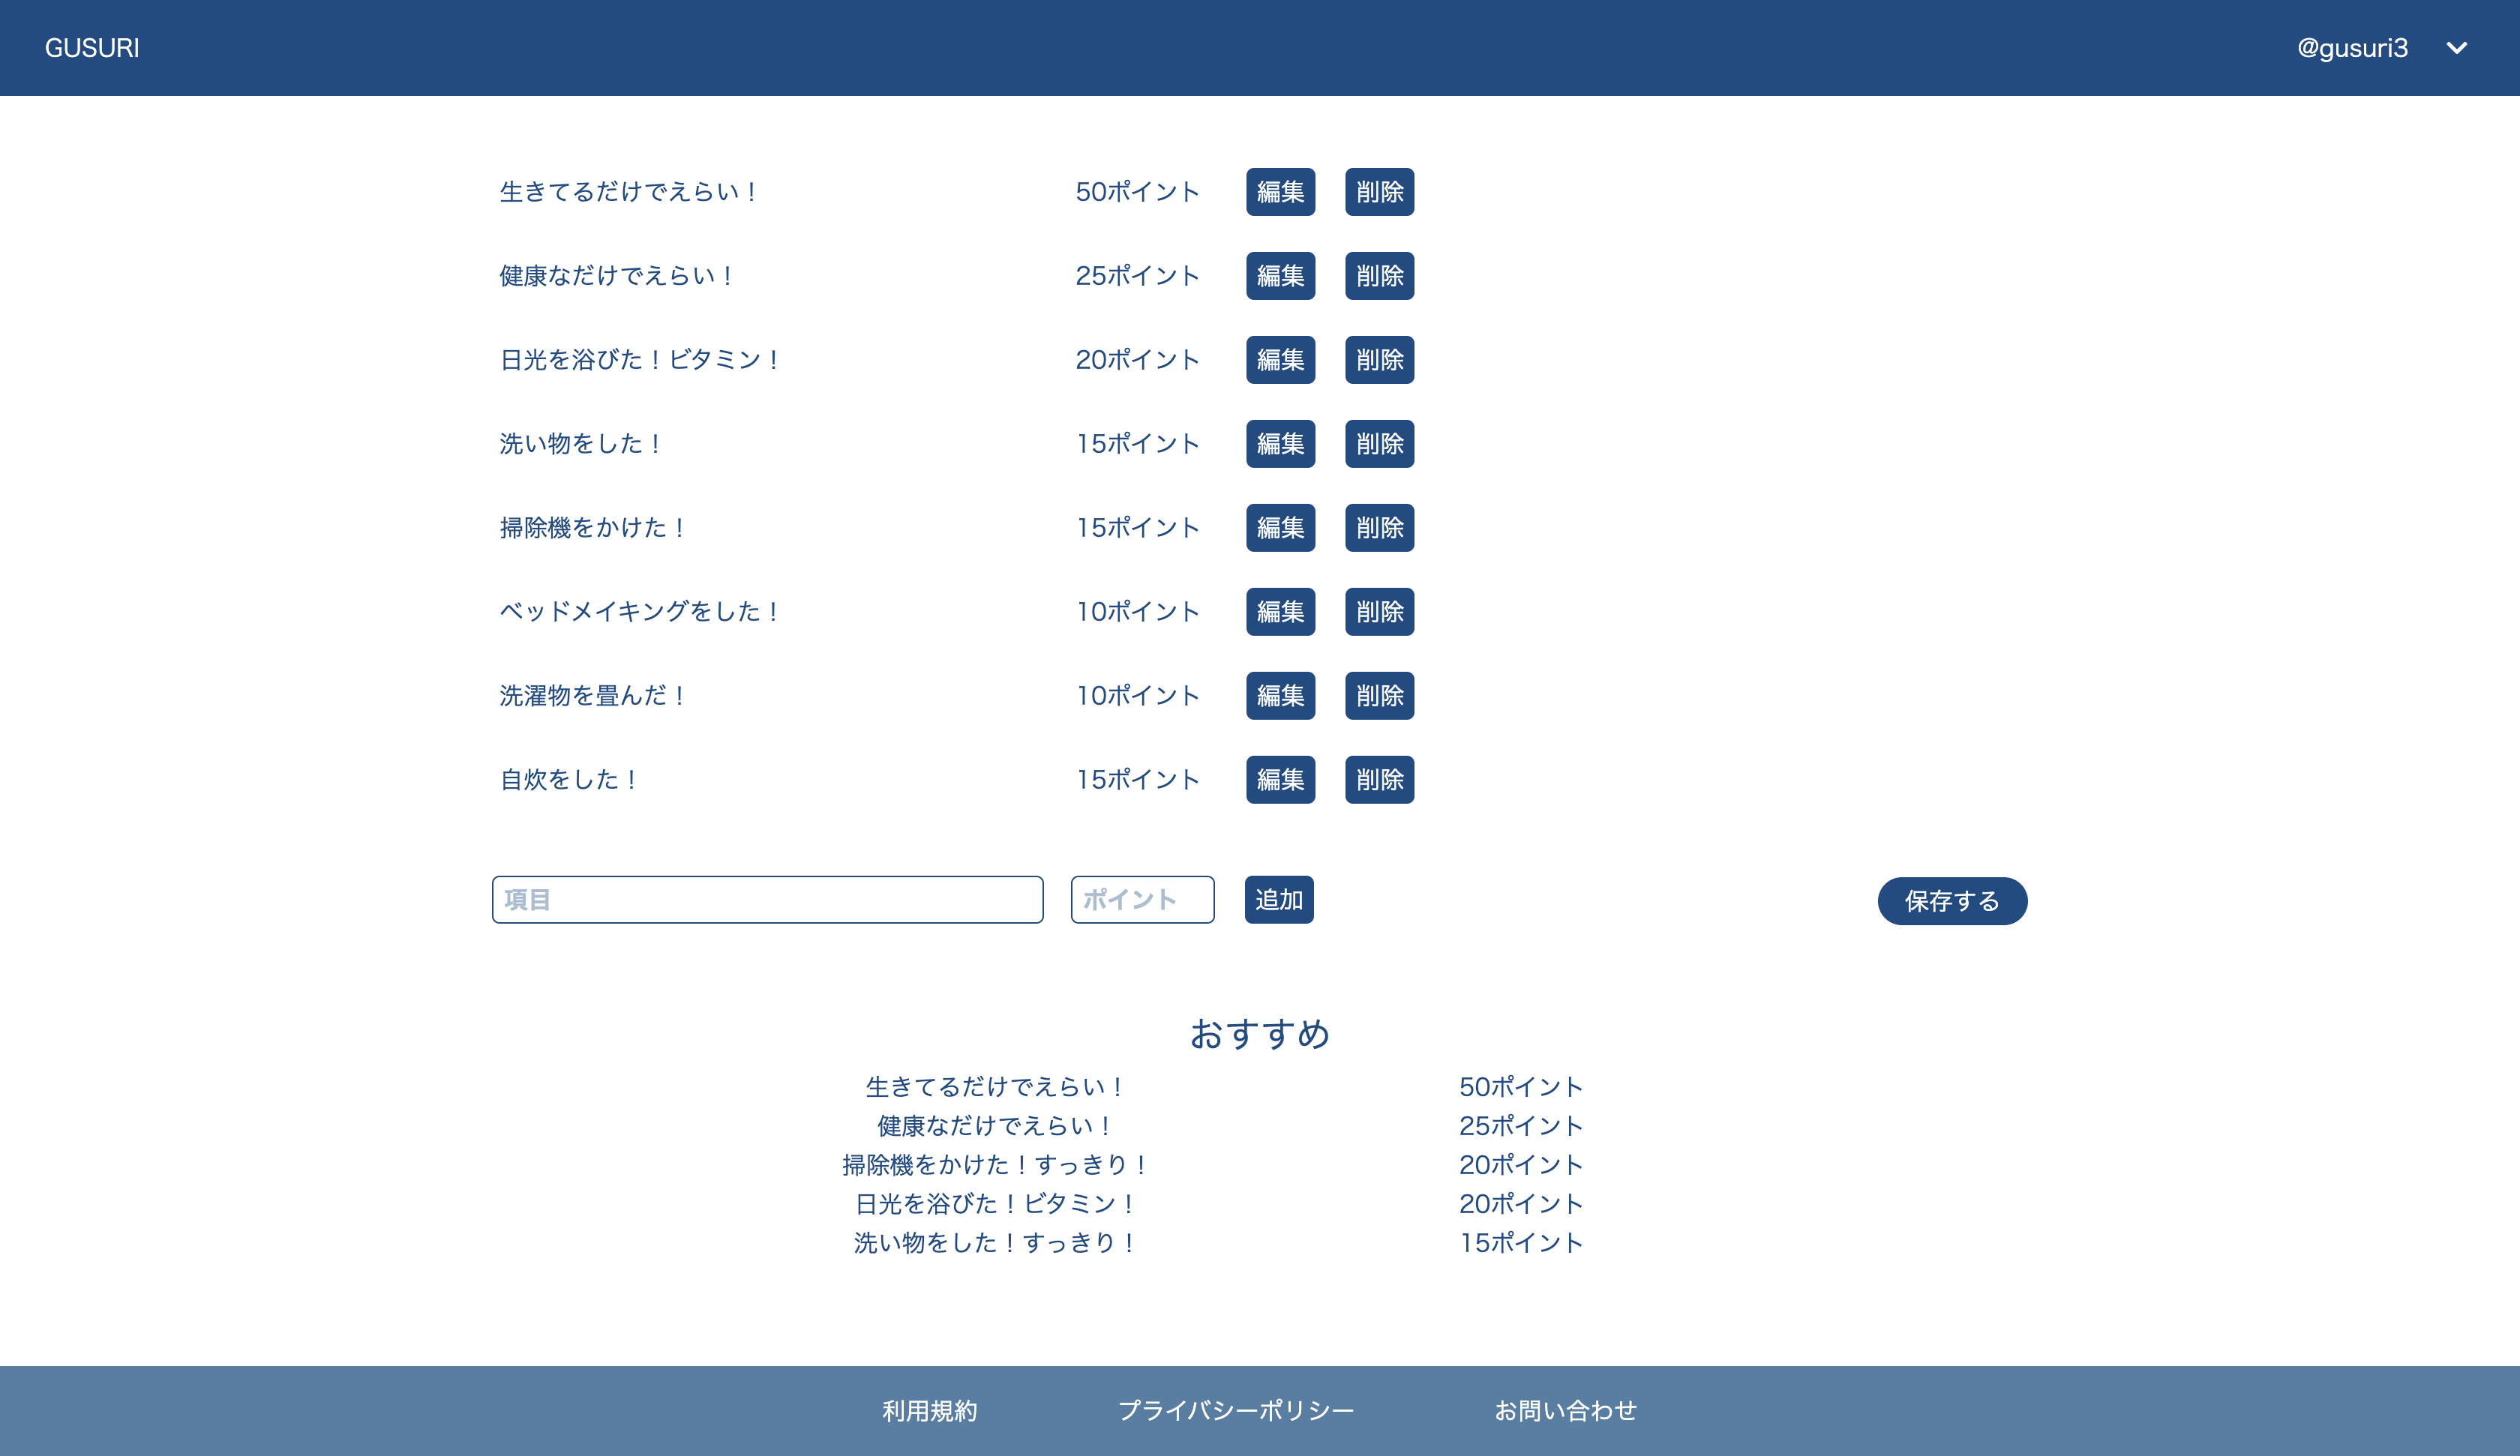 GUSURI @gusuri3
生きてるだけでえらい！ 50ポイント 編集 削除
健康なだけでえらい！ 25ポイント 編集 削除
日光を浴びた！ビタミン！ 20ポイント 編集 削除
洗い物をした！ 15ポイント 編集 削除
掃除機をかけた！ 15ポイント 編集 削除
ベッドメイキングをした！ 10ポイント 編集 削除
洗濯物を畳んだ！ 10ポイント 編集 削除
自炊をした！ 15ポイント 編集 削除
項目 ポイント 追加 保存する
おすすめ
生きてるだけでえらい！ 50ポイント
健康なだけでえらい！ 25ポイント
掃除機をかけた！すっきり！ 20ポイント
日光を浴びた！ビタミン！ 20ポイント
洗い物をした！すっきり！ 15ポイント
利用規約 プライバシーポリシー お問い合わせ